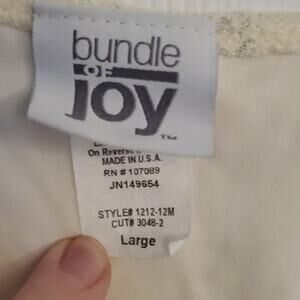 bundle
OF
JOY
TM
On Reverse
MADE IN U.S.A.
RN # 107089
JN149654
STYLE# 1212-12M
CUT# 3048-2
Large